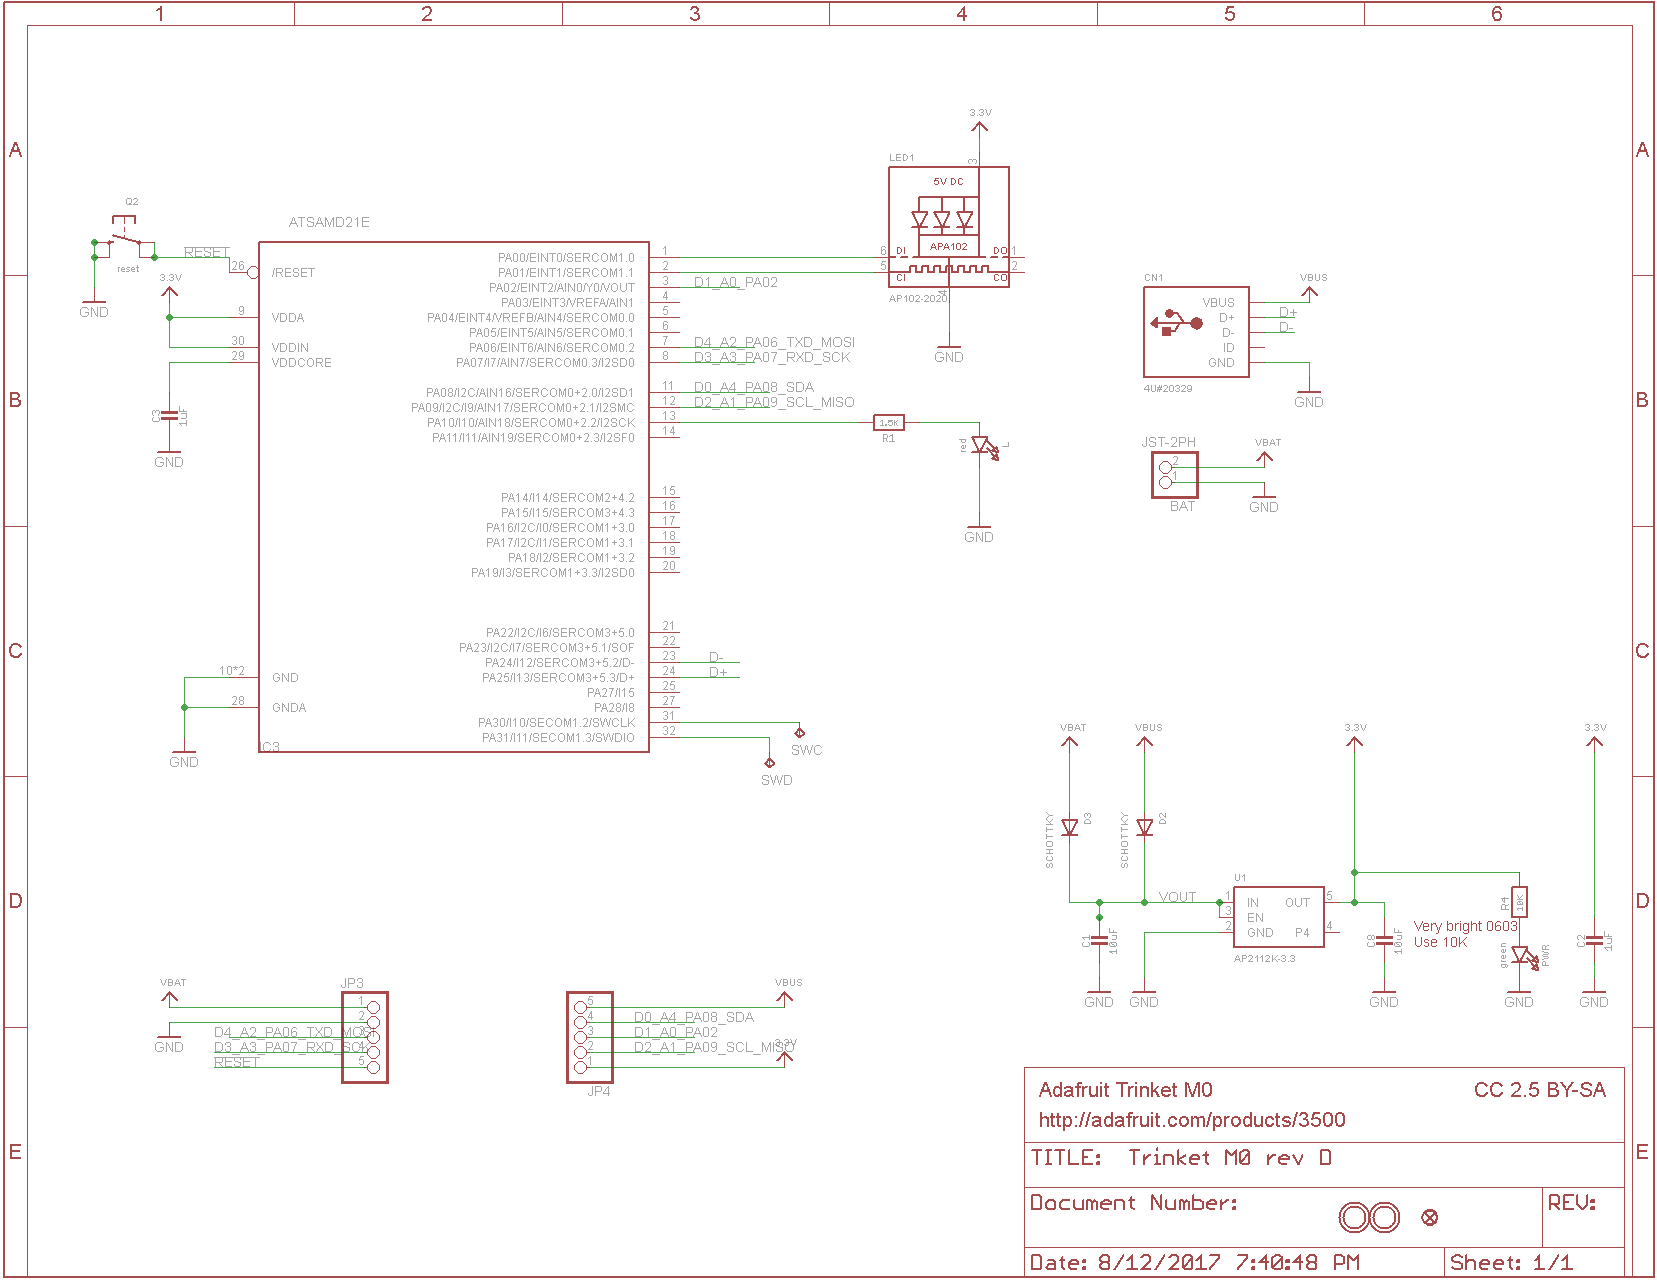 1 2 3 4 5 6
A A
B B
C C
D D
E E
Q2
reset
RESET
3.3V
GND
ATSAMD21E
26 /RESET
9 VDDA
30 VDDIN
29 VDDCORE
C3
1uF
GND
10*2 GND
28 GNDA
GND
C3
PA00/EINT0/SERCOM1.0 1
PA01/EINT1/SERCOM1.1 2
PA02/EINT2/AIN0/Y0/VOUT 3 D1_A0_PA02
PA03/EINT3/VREFA/AIN1 4
PA04/EINT4/VREFB/AIN4/SERCOM0.0 5
PA05/EINT5/AIN5/SERCOM0.1 6
PA06/EINT6/AIN6/SERCOM0.2 7 D4_A2_PA06_TXD_MOSI
PA07/I7/AIN7/SERCOM0.3/I2SD0 8 D3_A3_PA07_RXD_SCK
PA08/I2C/AIN16/SERCOM0+2.0/I2SD1 11 D0_A4_PA08_SDA
PA09/I2C/I9/AIN17/SERCOM0+2.1/I2SMC 12 D2_A1_PA09_SCL_MISO
PA10/I10/AIN18/SERCOM0+2.2/I2SCK 13
PA11/I11/AIN19/SERCOM0+2.3/I2SF0 14
PA14/I14/SERCOM2+4.2 15
PA15/I15/SERCOM3+4.3 16
PA16/I2C/I0/SERCOM1+3.0 17
PA17/I2C/I1/SERCOM1+3.1 18
PA18/I2/SERCOM1+3.2 19
PA19/I3/SERCOM1+3.3/I2SD0 20
PA22/I2C/I6/SERCOM3+5.0 21
PA23/I2C/I7/SERCOM3+5.1/SOF 22
PA24/I12/SERCOM3+5.2/D- 23 D-
PA25/I13/SERCOM3+5.3/D+ 24 D+
PA27/I15 25
PA28/I8 27
PA30/I10/SECOM1.2/SWCLK 31
PA31/I11/SECOM1.3/SWDIO 32
SWC
SWD
3.3V
LED1
3
5V DC
APA102
6 DI DO 1
5 CI CO 2
4
AP102-2020
GND
1.5K
R1
red
L
GND
CN1
VBUS
VBUS
D+ D+
D- D-
ID
GND
4U#20329
GND
JST-2PH
VBAT
2
1
BAT
GND
VBAT VBUS 3.3V 3.3V
SCHOTTKY D3
SCHOTTKY D2
VOUT
U1
1 IN OUT 5
3 EN
2 GND P4 4
AP2112K-3.3
C1 10uF
C8 10uF
R4 10K
Very bright 0603
Use 10K
green PWR
C2 1uF
GND GND GND GND GND
VBAT
JP3
1
2
3
4
5
GND
D4_A2_PA06_TXD_MOSI
D3_A3_PA07_RXD_SCK
RESET
5
4 D0_A4_PA08_SDA
3 D1_A0_PA02
2 D2_A1_PA09_SCL_MISO
1
JP4
VBUS
3.3V
Adafruit Trinket M0 CC 2.5 BY-SA
http://adafruit.com/products/3500
TITLE: Trinket M0 rev D
Document Number:
REV:
Date: 8/12/2017 7:40:48 PM
Sheet: 1/1